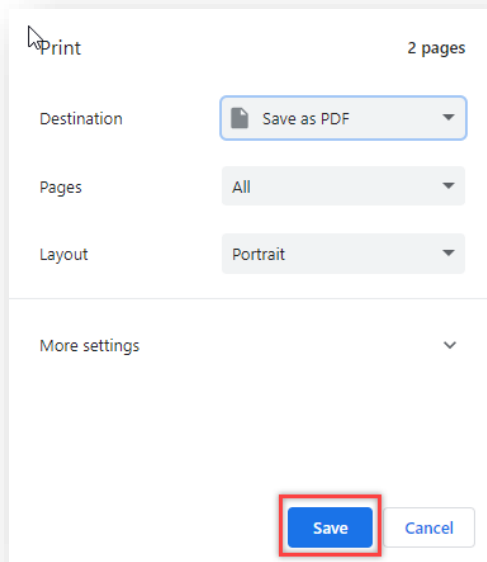 Print 2 pages
Destination Save as PDF
Pages All
Layout Portrait
More settings
Save Cancel